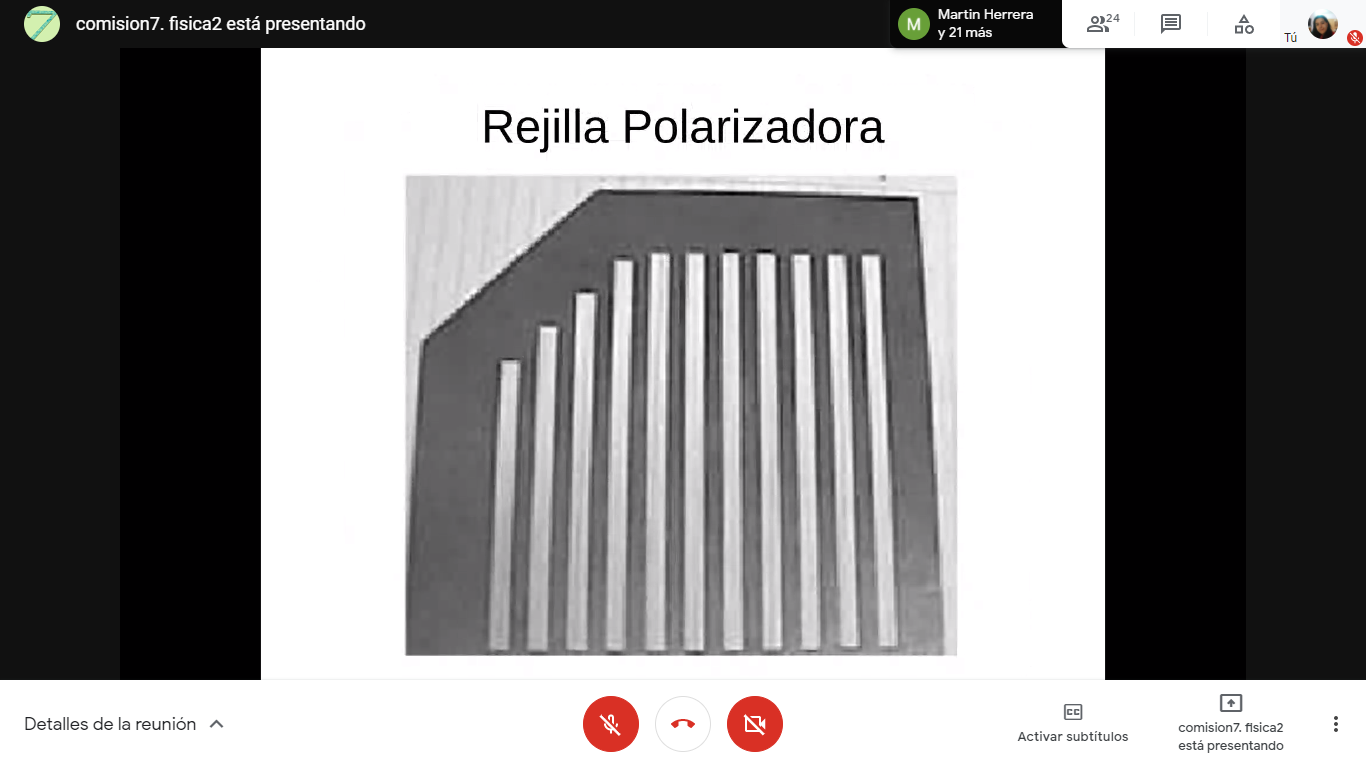 comision7. fisica2 está presentando
M
Martin Herrera
y 21 más
24
Tú
Rejilla Polarizadora
Detalles de la reunión
CC
Activar subtítulos
comision7. fisica2
está presentando